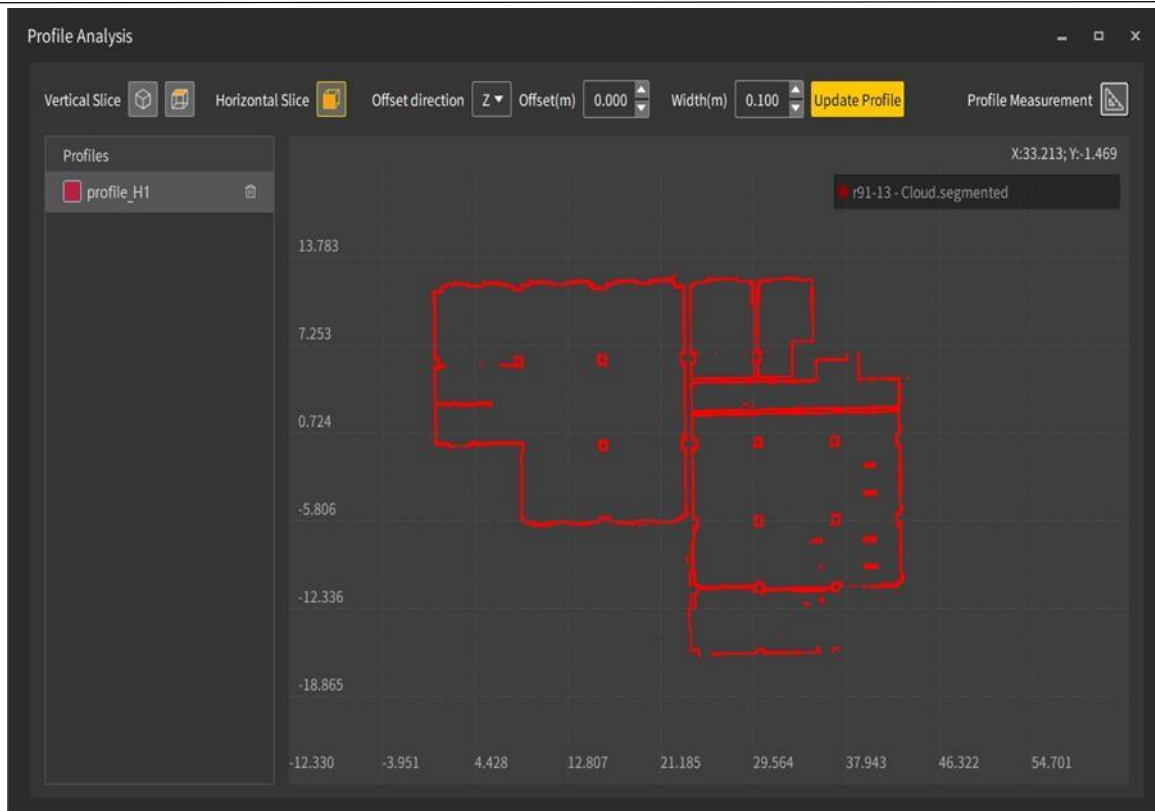 Profile Analysis
Vertical Slice Horizontal Slice Offset direction Z Offset(m) 0.000 Width(m) 0.100 Update Profile Profile Measurement
Profiles
X:33.213; Y:-1.469
profile_H1
r91-13 - Cloud.segmented
13.783
7.253
0.724
-5.806
-12.336
-18.865
-12.330 -3.951 4.428 12.807 21.185 29.564 37.943 46.322 54.701